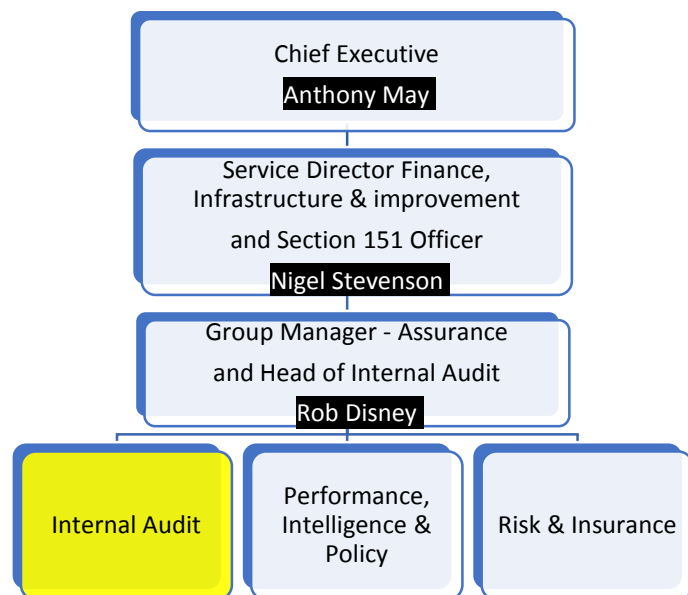 Chief Executive
Anthony May
Service Director Finance,
Infrastructure & improvement
and Section 151 Officer
Nigel Stevenson
Group Manager - Assurance
and Head of Internal Audit
Rob Disney
Internal Audit
Performance,
Intelligence &
Policy
Risk & Insurance